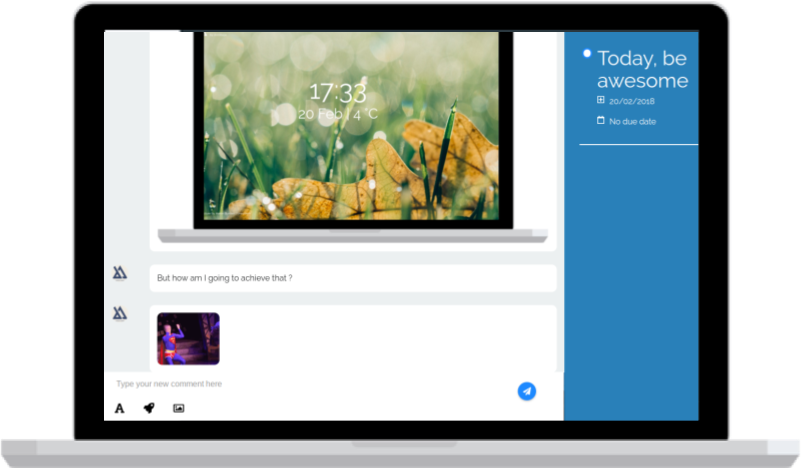 17:33
20 Feb | 4 °C
But how am I going to achieve that ?
Type your new comment here
A
Today, be
awesome
20/02/2018
No due date